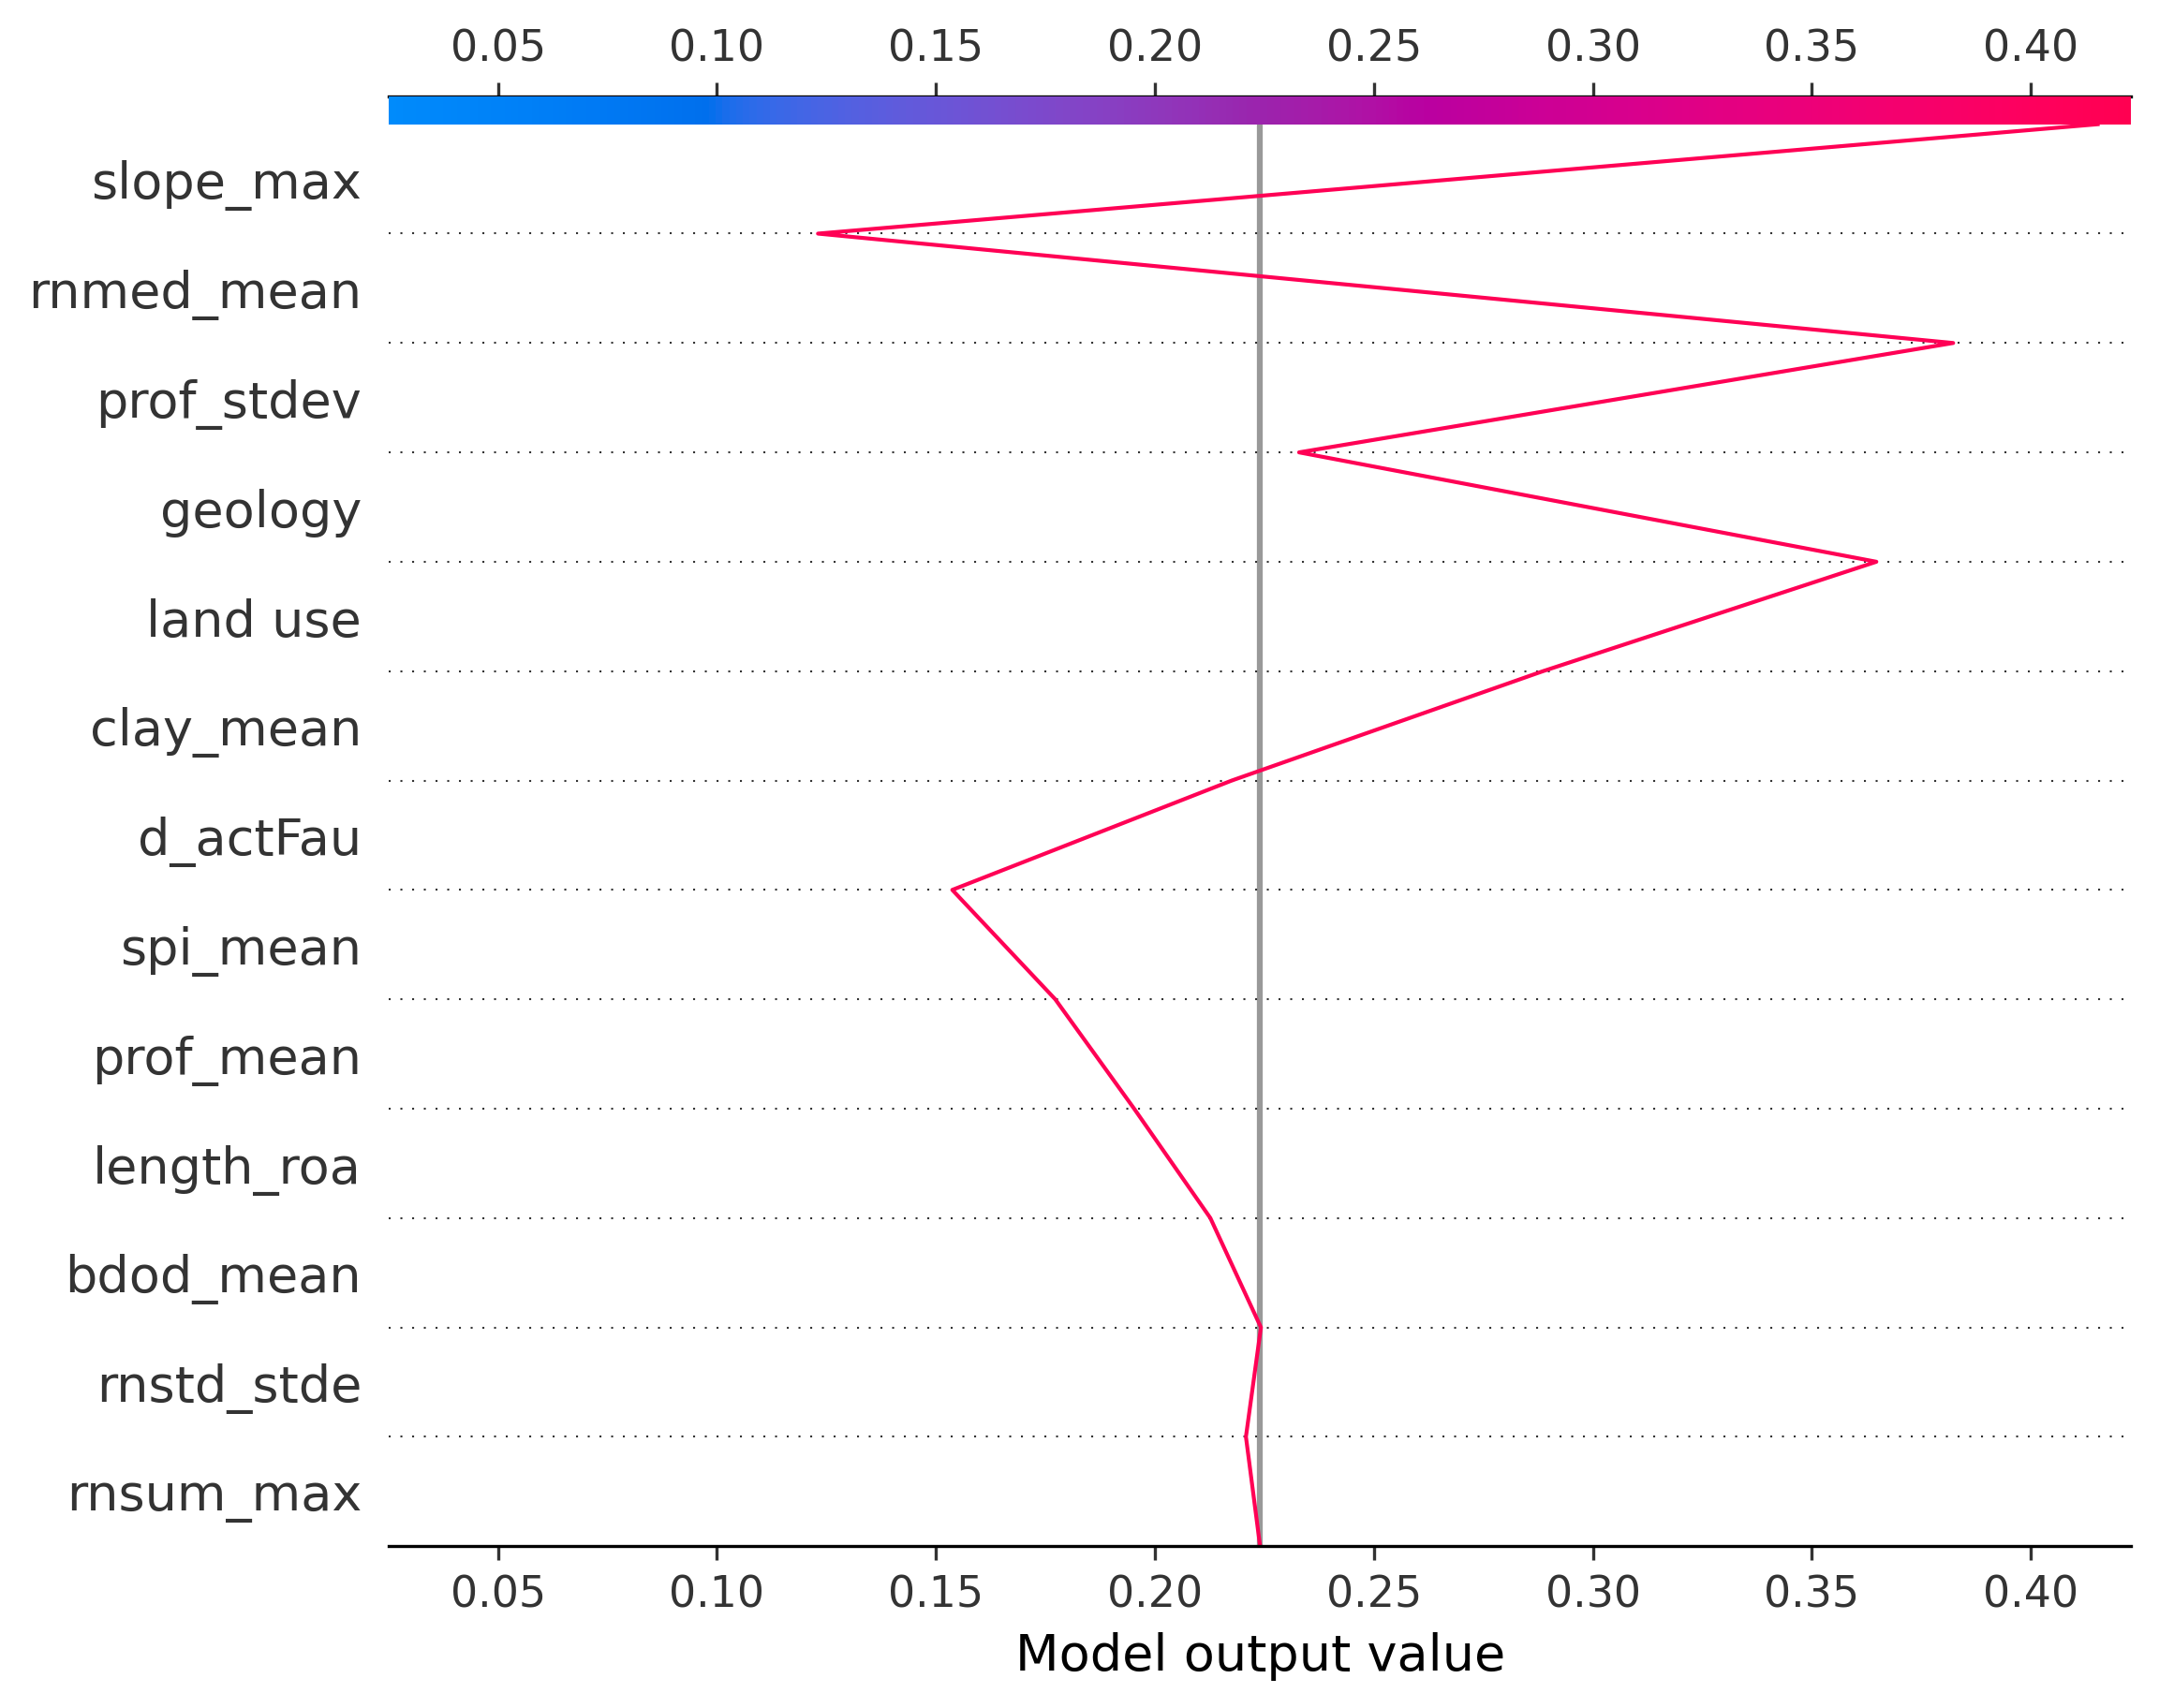 0.05 0.10 0.15 0.20 0.25 0.30 0.35 0.40
slope_max
rnmed_mean
prof_stdev
geology
land use
clay_mean
d_actFau
spi_mean
prof_mean
length_roa
bdod_mean
rnstd_stde
rnsum_max
0.05 0.10 0.15 0.20 0.25 0.30 0.35 0.40
Model output value